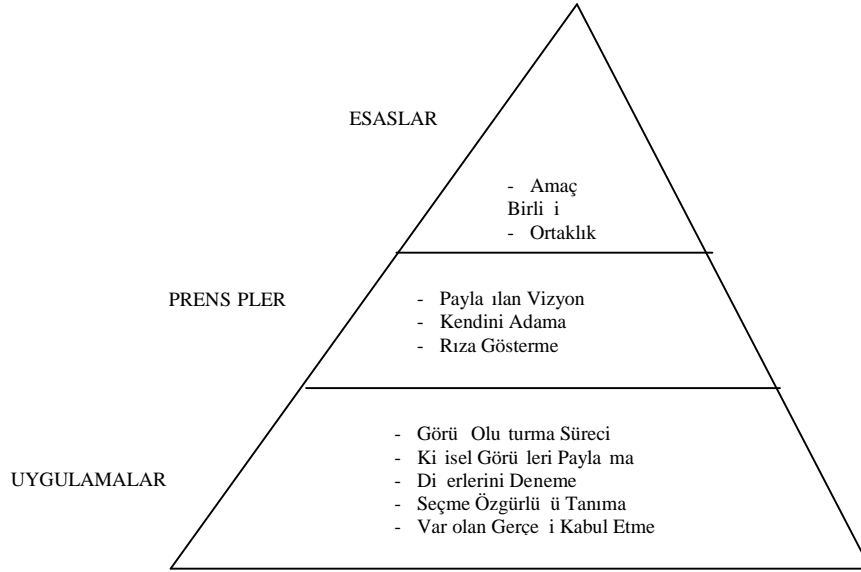 ESASLAR
- Amaç
Birli i
- Ortaklık
PRENS PLER
- Payla ılan Vizyon
- Kendini Adama
- Rıza Gösterme
UYGULAMALAR
- Görü Olu turma Süreci
- Ki isel Görü leri Payla ma
- Di erlerini Deneme
- Seçme Özgürlü ü Tanıma
- Var olan Gerçe i Kabul Etme